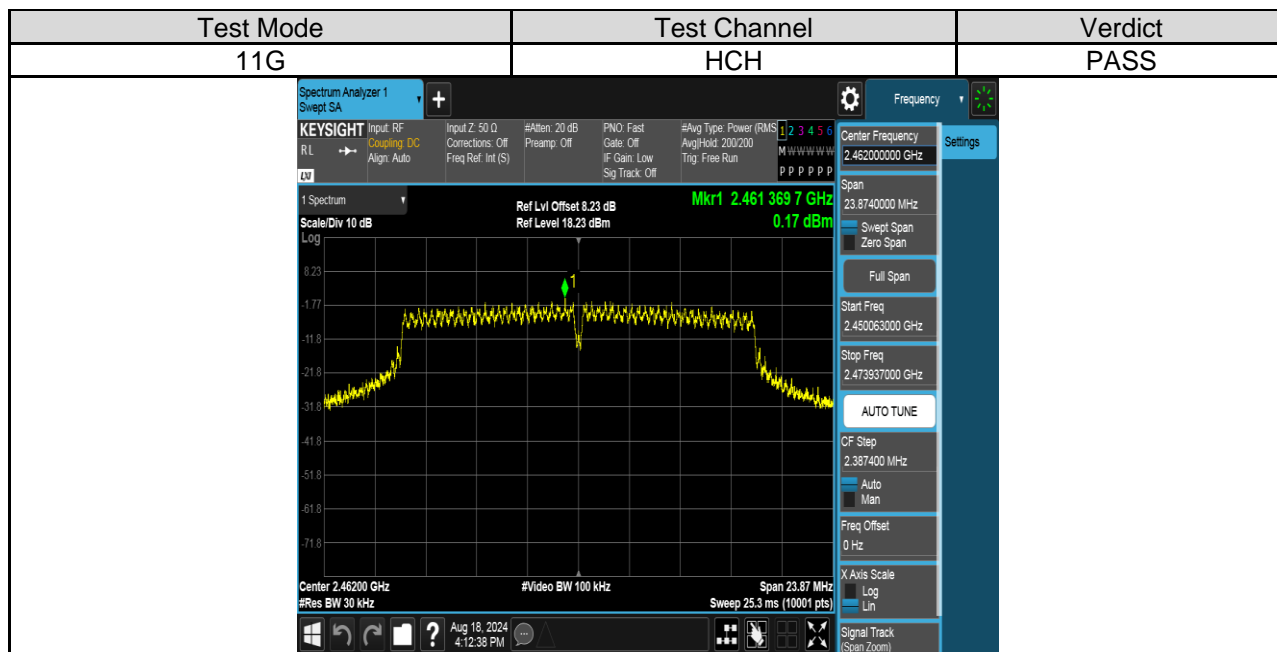 Test Mode Test Channel Verdict
11G HCH PASS
Spectrum Analyzer 1
Swept SA
Frequency
KEYSIGHT Input: RF Input Z: 50 Ω #Atten: 20 dB PNO: Fast #Avg Type: Power (RMS 1 2 3 4 5 6
RL Coupling: DC Corrections: Off Preamp: Off Gate: Off Avg|Hold: 200/200 M W W W W W
Align: Auto Freq Ref: Int (S) IF Gain: Low Trig: Free Run
LXI Sig Track: Off P P P P P P
1 Spectrum
Ref Lvl Offset 8.23 dB Mkr1 2.461 369 7 GHz
Scale/Div 10 dB Ref Level 18.23 dBm 0.17 dBm
Log
8.23
1
-1.77
-11.8
-21.8
-31.8
-41.8
-51.8
-61.8
-71.8
Center 2.46200 GHz #Video BW 100 kHz Span 23.87 MHz
#Res BW 30 kHz Sweep 25.3 ms (10001 pts)
Settings
Center Frequency
2.462000000 GHz
Span
23.8740000 MHz
Swept Span
Zero Span
Full Span
Start Freq
2.450063000 GHz
Stop Freq
2.473937000 GHz
AUTO TUNE
CF Step
2.387400 MHz
Auto
Man
Freq Offset
0 Hz
X Axis Scale
Log
Lin
Signal Track
(Span Zoom)
? Aug 18, 2024
4:12:38 PM